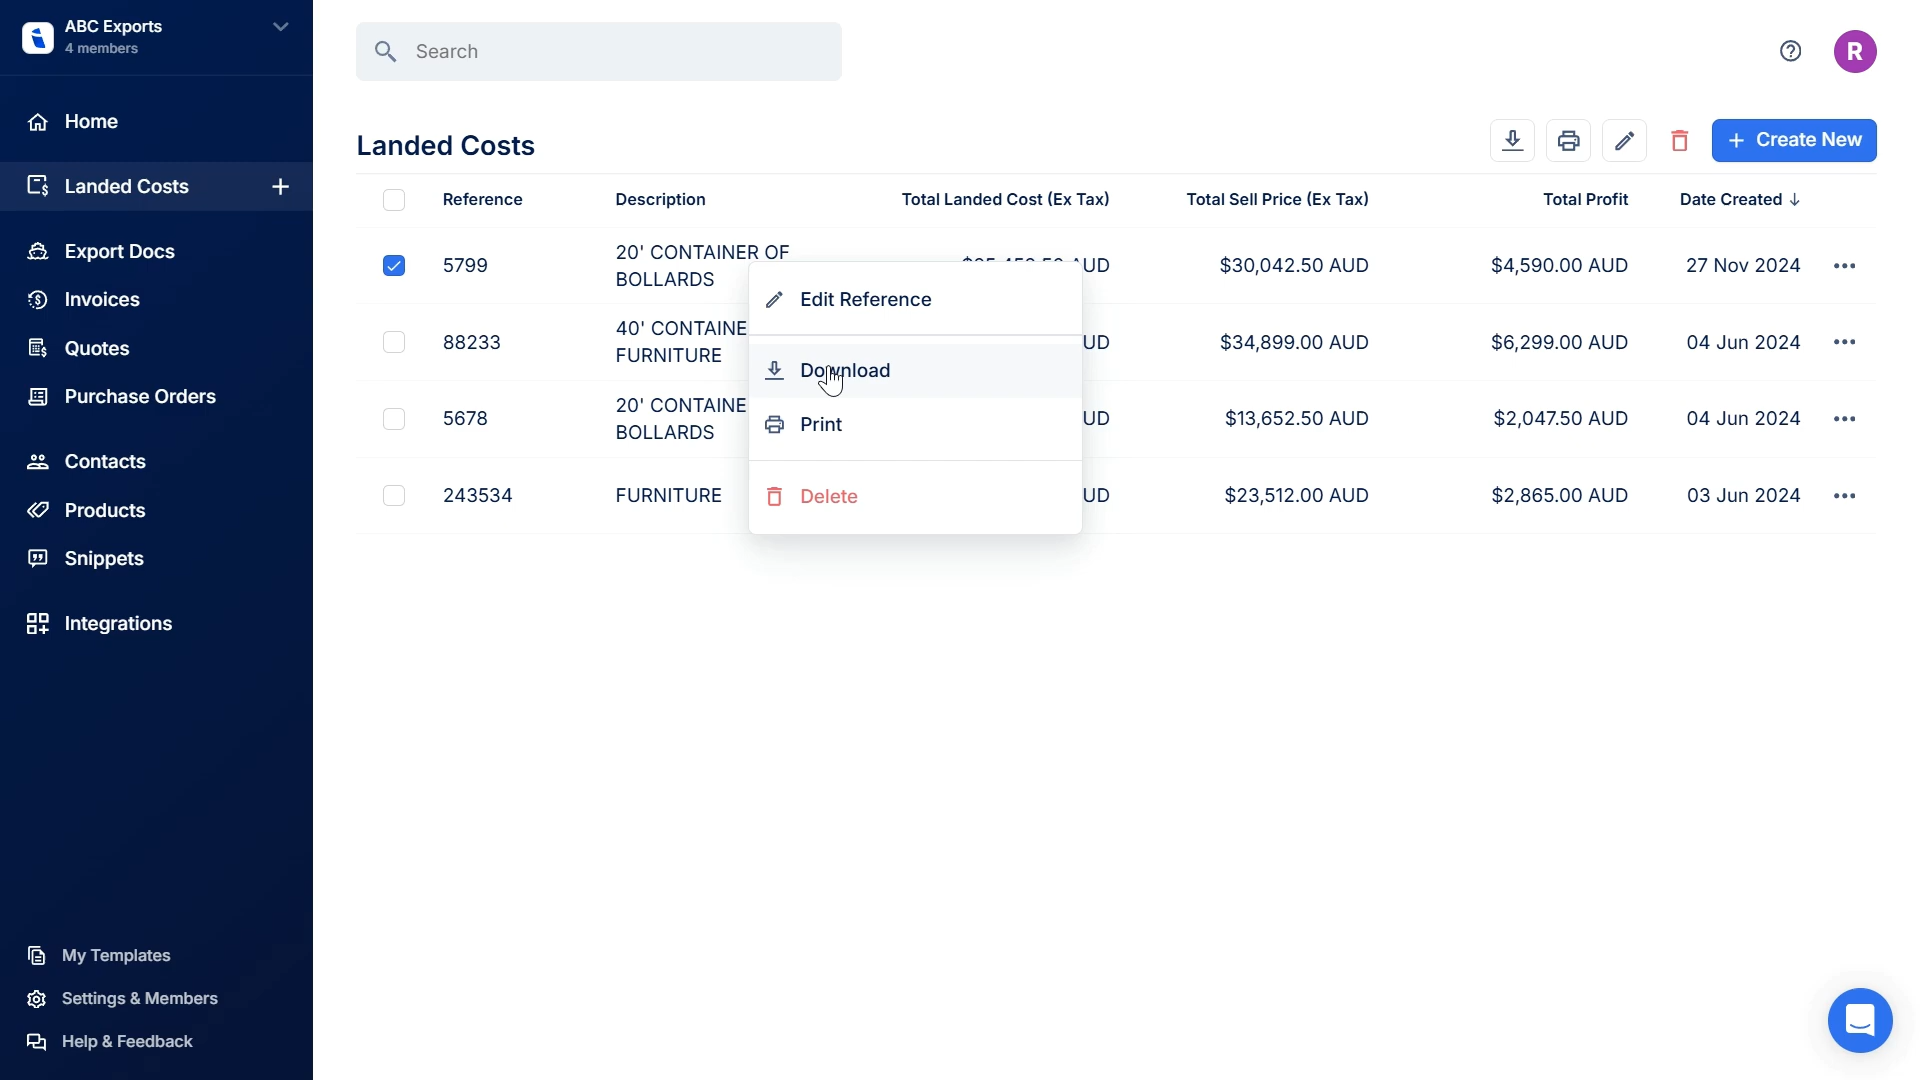 ABC Exports
4 members
Search
R
Home
Landed Costs
Export Docs
Invoices
Quotes
Purchase Orders
Contacts
Products
Snippets
Integrations
My Templates
Settings & Members
Help & Feedback
Landed Costs
Create New
Reference Description Total Landed Cost (Ex Tax) Total Sell Price (Ex Tax) Total Profit Date Created
5799 20' CONTAINER OF BOLLARDS AUD $30,042.50 AUD $4,590.00 AUD 27 Nov 2024
88233 40' CONTAINE FURNITURE UD $34,899.00 AUD $6,299.00 AUD 04 Jun 2024
5678 20' CONTAINE BOLLARDS UD $13,652.50 AUD $2,047.50 AUD 04 Jun 2024
243534 FURNITURE UD $23,512.00 AUD $2,865.00 AUD 03 Jun 2024
Edit Reference
Download
Print
Delete